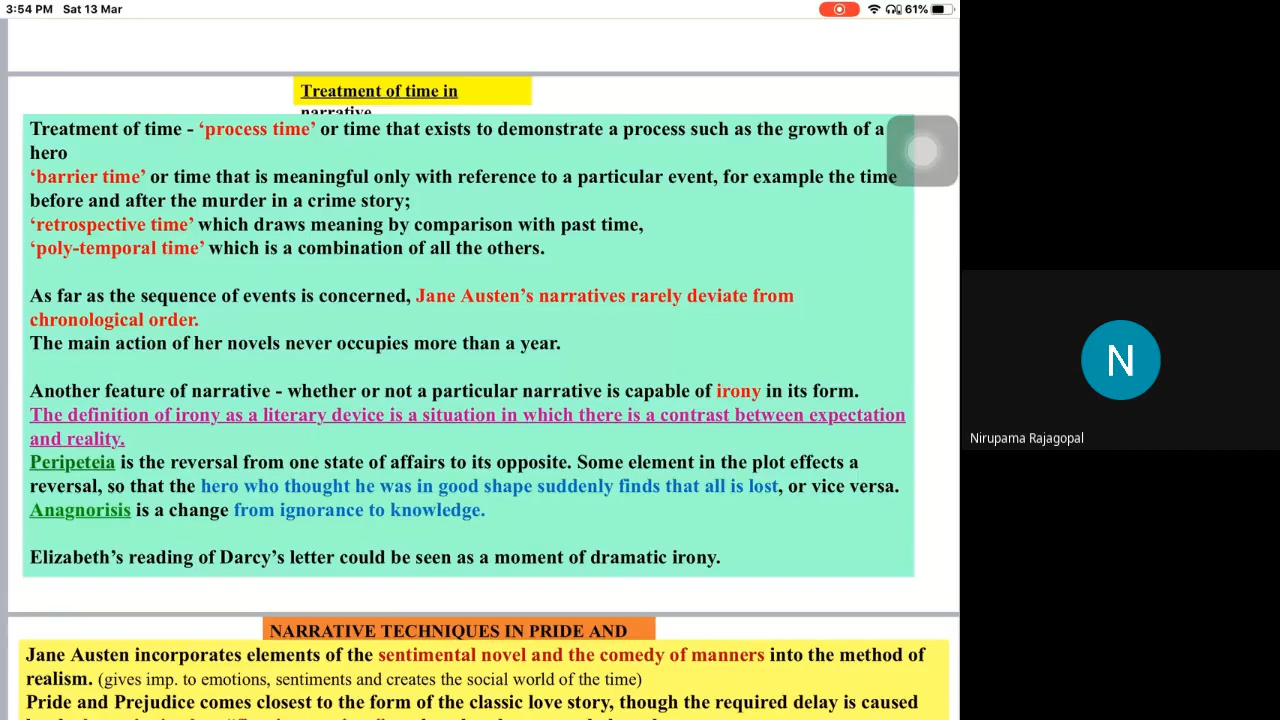 3:54 PM Sat 13 Mar
61%
Treatment of time in
narrative
Treatment of time - ‘process time’ or time that exists to demonstrate a process such as the growth of a
hero
‘barrier time’ or time that is meaningful only with reference to a particular event, for example the time
before and after the murder in a crime story;
‘retrospective time’ which draws meaning by comparison with past time,
‘poly-temporal time’ which is a combination of all the others.
As far as the sequence of events is concerned, Jane Austen’s narratives rarely deviate from
chronological order.
The main action of her novels never occupies more than a year.
Another feature of narrative - whether or not a particular narrative is capable of irony in its form.
The definition of irony as a literary device is a situation in which there is a contrast between expectation
and reality.
Peripeteia is the reversal from one state of affairs to its opposite. Some element in the plot effects a
reversal, so that the hero who thought he was in good shape suddenly finds that all is lost, or vice versa.
Anagnorisis is a change from ignorance to knowledge.
Elizabeth’s reading of Darcy’s letter could be seen as a moment of dramatic irony.
NARRATIVE TECHNIQUES IN PRIDE AND
Jane Austen incorporates elements of the sentimental novel and the comedy of manners into the method of
realism. (gives imp. to emotions, sentiments and creates the social world of the time)
Pride and Prejudice comes closest to the form of the classic love story, though the required delay is caused
N
Nirupama Rajagopal